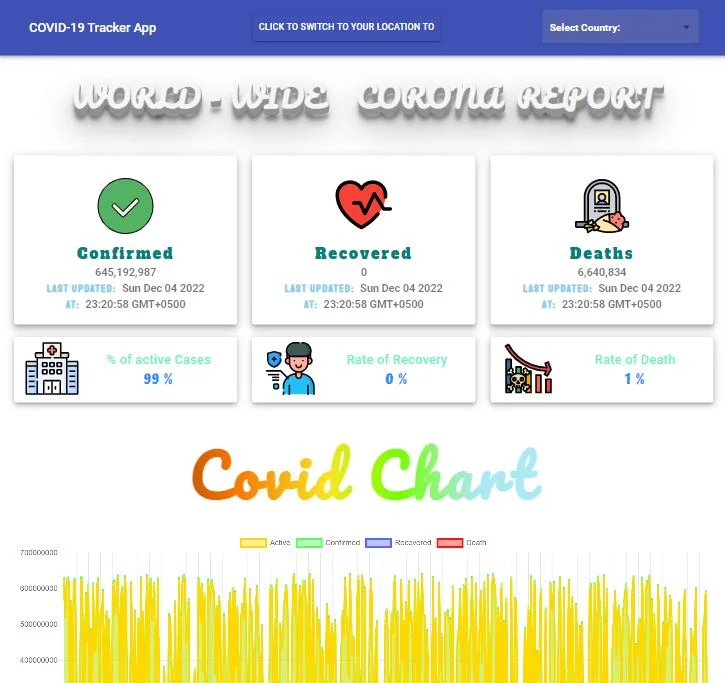 COVID-19 Tracker App
CLICK TO SWITCH TO YOUR LOCATION TO
Select Country:
WORLD - WIDE CORONA REPORT
Confirmed
645,192,987
LAST UPDATED: Sun Dec 04 2022
AT: 23:20:58 GMT+0500
Recovered
0
LAST UPDATED: Sun Dec 04 2022
AT: 23:20:58 GMT+0500
Deaths
6,640,834
LAST UPDATED: Sun Dec 04 2022
AT: 23:20:58 GMT+0500
% of active Cases
99 %
Rate of Recovery
0 %
Rate of Death
1 %
Covid Chart
Active Confirmed Recovered Death
700000000
600000000
500000000
400000000